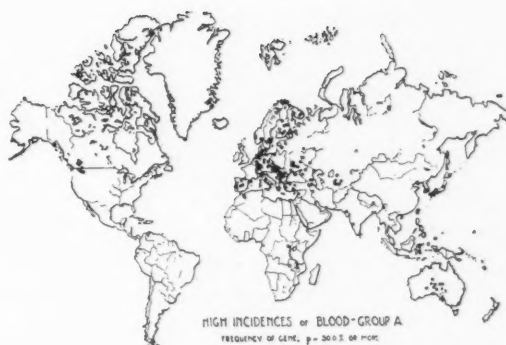 HIGH INCIDENCES OF BLOOD-GROUP A
FREQUENCY OF GENE, p = 30.0 % OR MORE